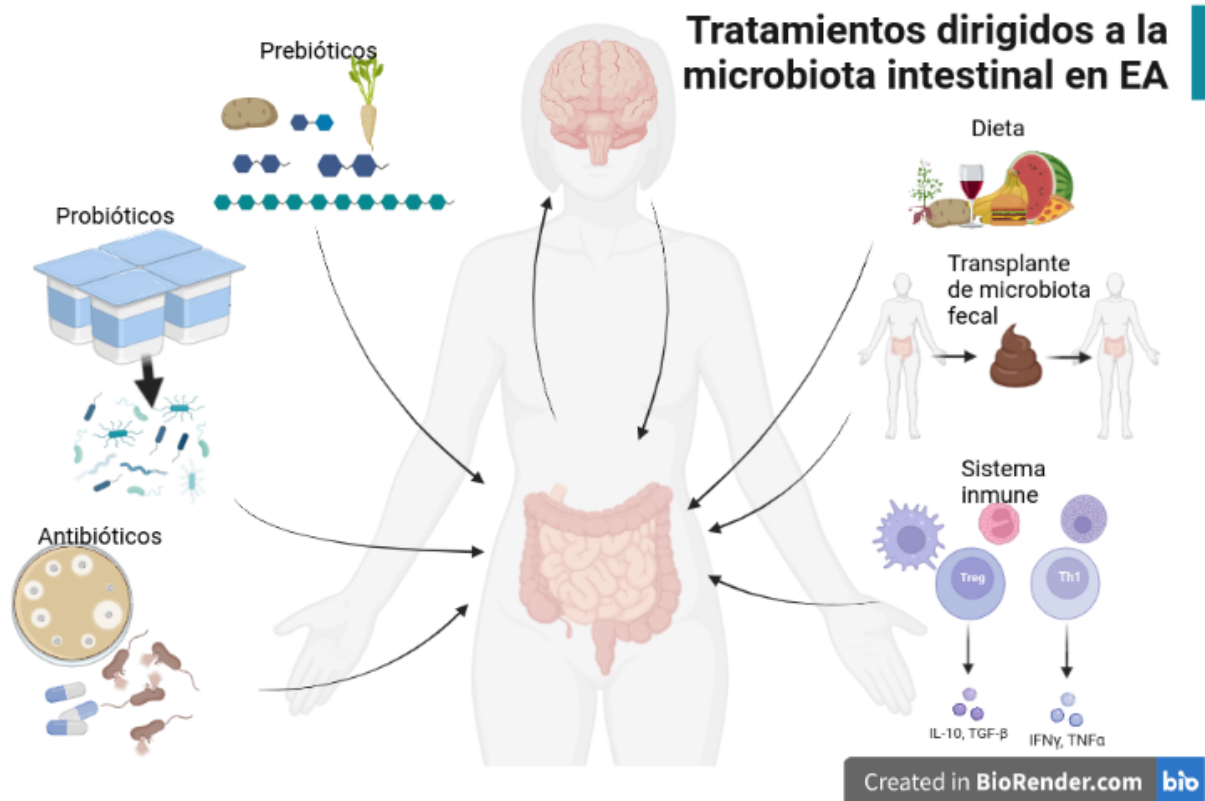 Tratamientos dirigidos a la
microbiota intestinal en EA
Prebióticos
Probióticos
Antibióticos
Dieta
Transplante
de microbiota
fecal
Sistema
inmune
Treg
Th1
IL-10, TGF-β
IFNγ, TNFα
Created in BioRender.com bio